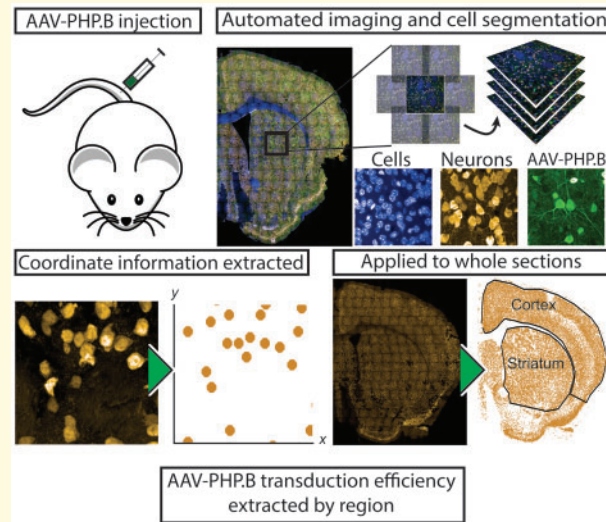 AAV-PHP.B injection
Automated imaging and cell segmentation
Cells
Neurons
AAV-PHP.B
Coordinate information extracted
Applied to whole sections
y
x
Cortex
Striatum
AAV-PHP.B transduction efficiency
extracted by region